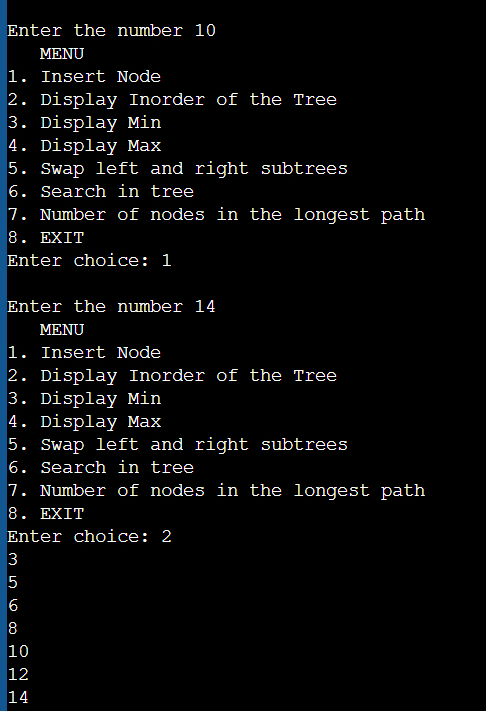 Enter the number 10
   MENU
1. Insert Node
2. Display Inorder of the Tree
3. Display Min
4. Display Max
5. Swap left and right subtrees
6. Search in tree
7. Number of nodes in the longest path
8. EXIT
Enter choice: 1

Enter the number 14
   MENU
1. Insert Node
2. Display Inorder of the Tree
3. Display Min
4. Display Max
5. Swap left and right subtrees
6. Search in tree
7. Number of nodes in the longest path
8. EXIT
Enter choice: 2
3
5
6
8
10
12
14